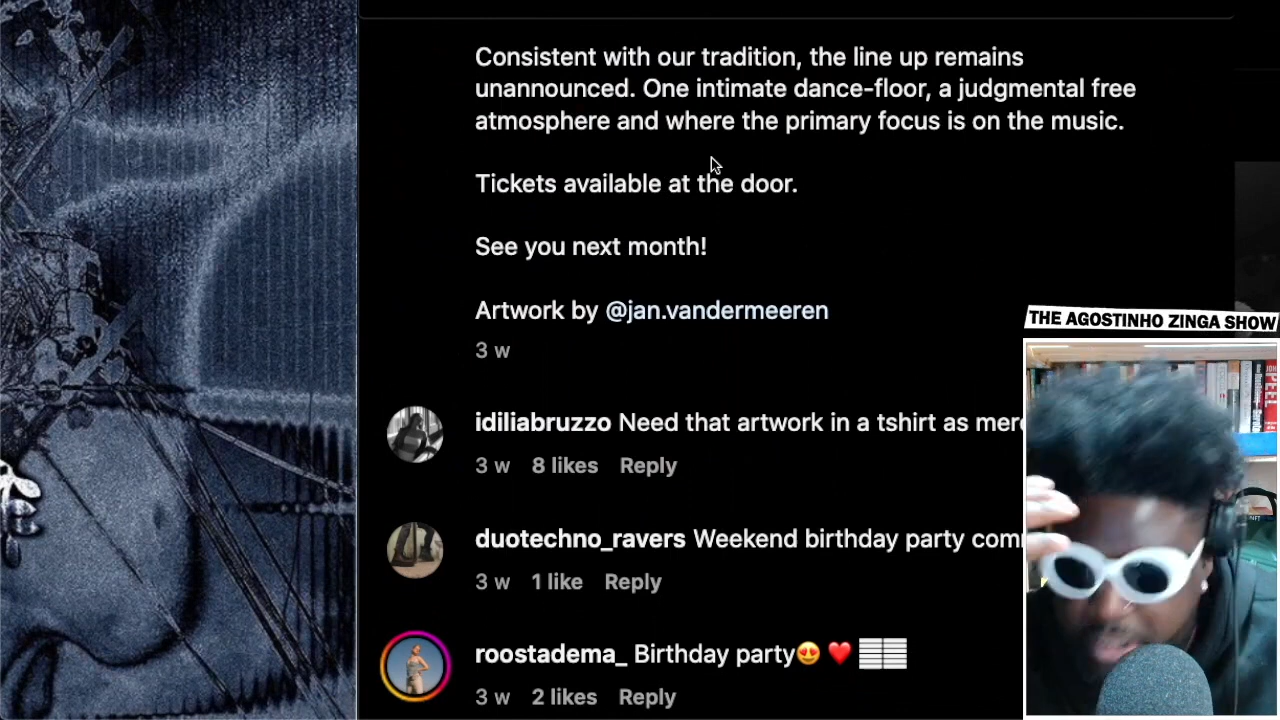 Consistent with our tradition, the line up remains
unannounced. One intimate dance-floor, a judgmental free
atmosphere and where the primary focus is on the music.
Tickets available at the door.
See you next month!
Artwork by @jan.vandermeeren
3 w
THE AGOSTINHO ZINGA SHOW
idiliabruzzo Need that artwork in a tshirt as
3 w 8 likes Reply
duotechno_ravers Weekend birthday party
3 w 1 like Reply
roostadema_ Birthday party😍 ❤️
3 w 2 likes Reply